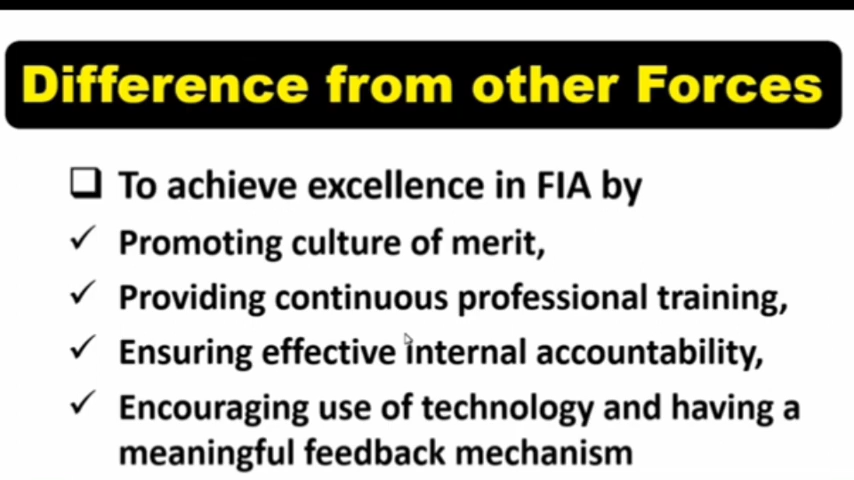 Difference from other Forces
To achieve excellence in FIA by
Promoting culture of merit,
Providing continuous professional training,
Ensuring effective internal accountability,
Encouraging use of technology and having a
meaningful feedback mechanism